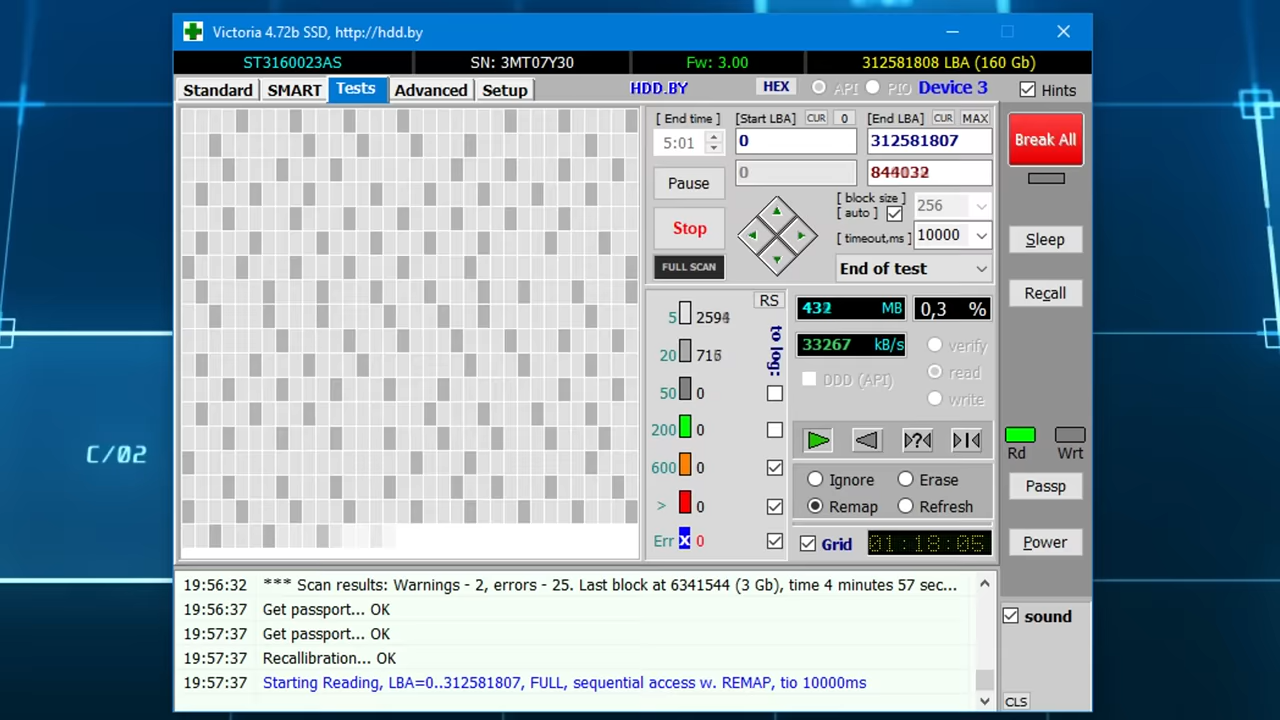 Victoria 4.72b SSD, http://hdd.by
ST3160023AS SN: 3MT07Y30 Fw: 3.00 312581808 LBA (160 Gb)
Standard SMART Tests Advanced Setup HDD.BY HEX API PIO Device 3 Hints
[ End time ] [Start LBA] CUR 0 [End LBA] CUR MAX
5:01 0 312581807
Break All
0
Pause
[ block size ]
[ auto ] 256
Stop
[ timeout,ms ] 10000
Sleep
FULL SCAN End of test
Recall
RS
432 MB 0,3 %
5
20
33267 kB/s
to log:
verify
DDD (API) read
write
50 0
200 0
Rd Wrt
600 0
Ignore Erase
Passp
> 0
Remap Refresh
Err x 0
Grid 01:18:05
Power
19:56:32 *** Scan results: Warnings - 2, errors - 25. Last block at 6341544 (3 Gb), time 4 minutes 57 sec...
19:56:37 Get passport... OK
19:57:37 Get passport... OK
19:57:37 Recallibration... OK
19:57:37 Starting Reading, LBA=0..312581807, FULL, sequential access w. REMAP, tio 10000ms
sound
CLS
C/02